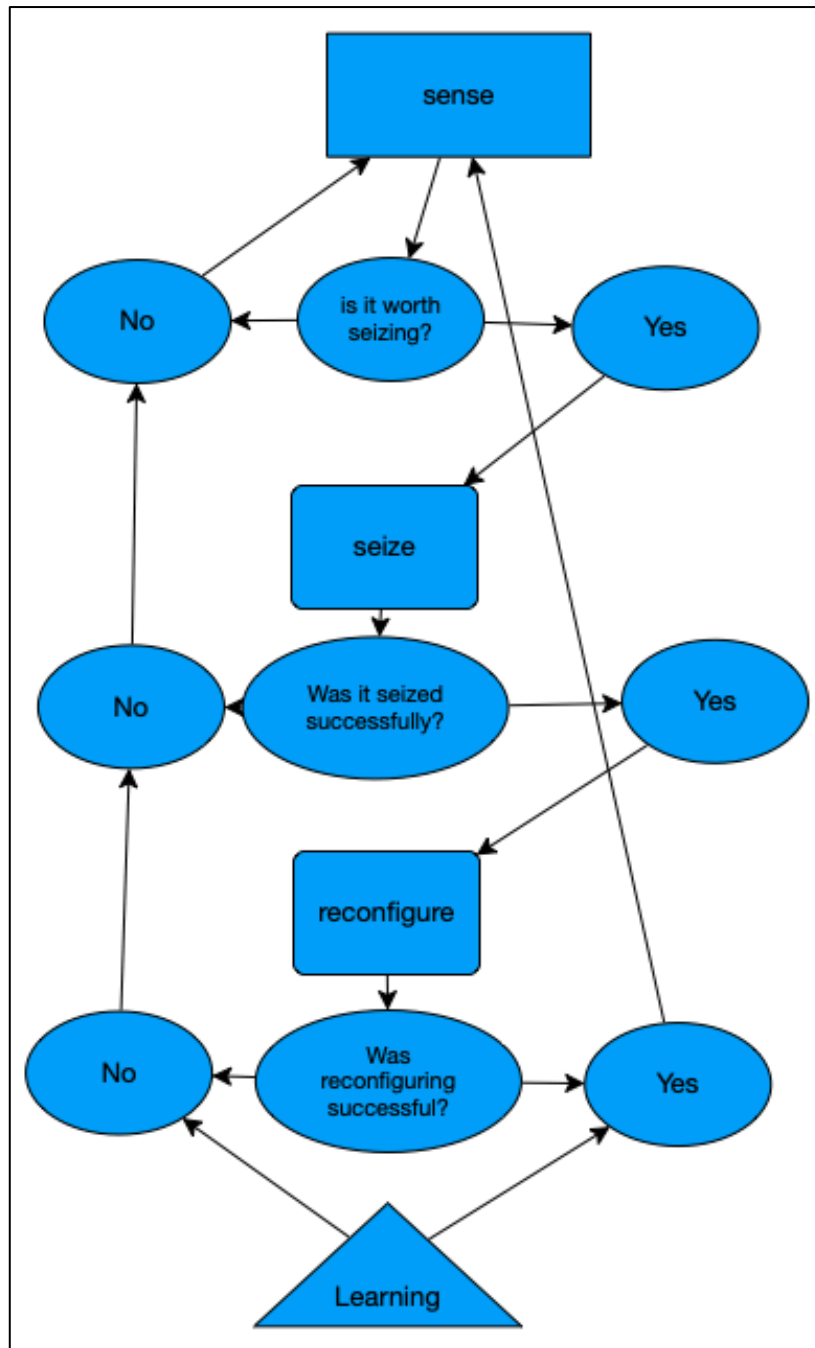 sense
No
is it worth
seizing?
Yes
seize
No
Was it seized
successfully?
Yes
reconfigure
No
Was
reconfiguring
successful?
Yes
Learning